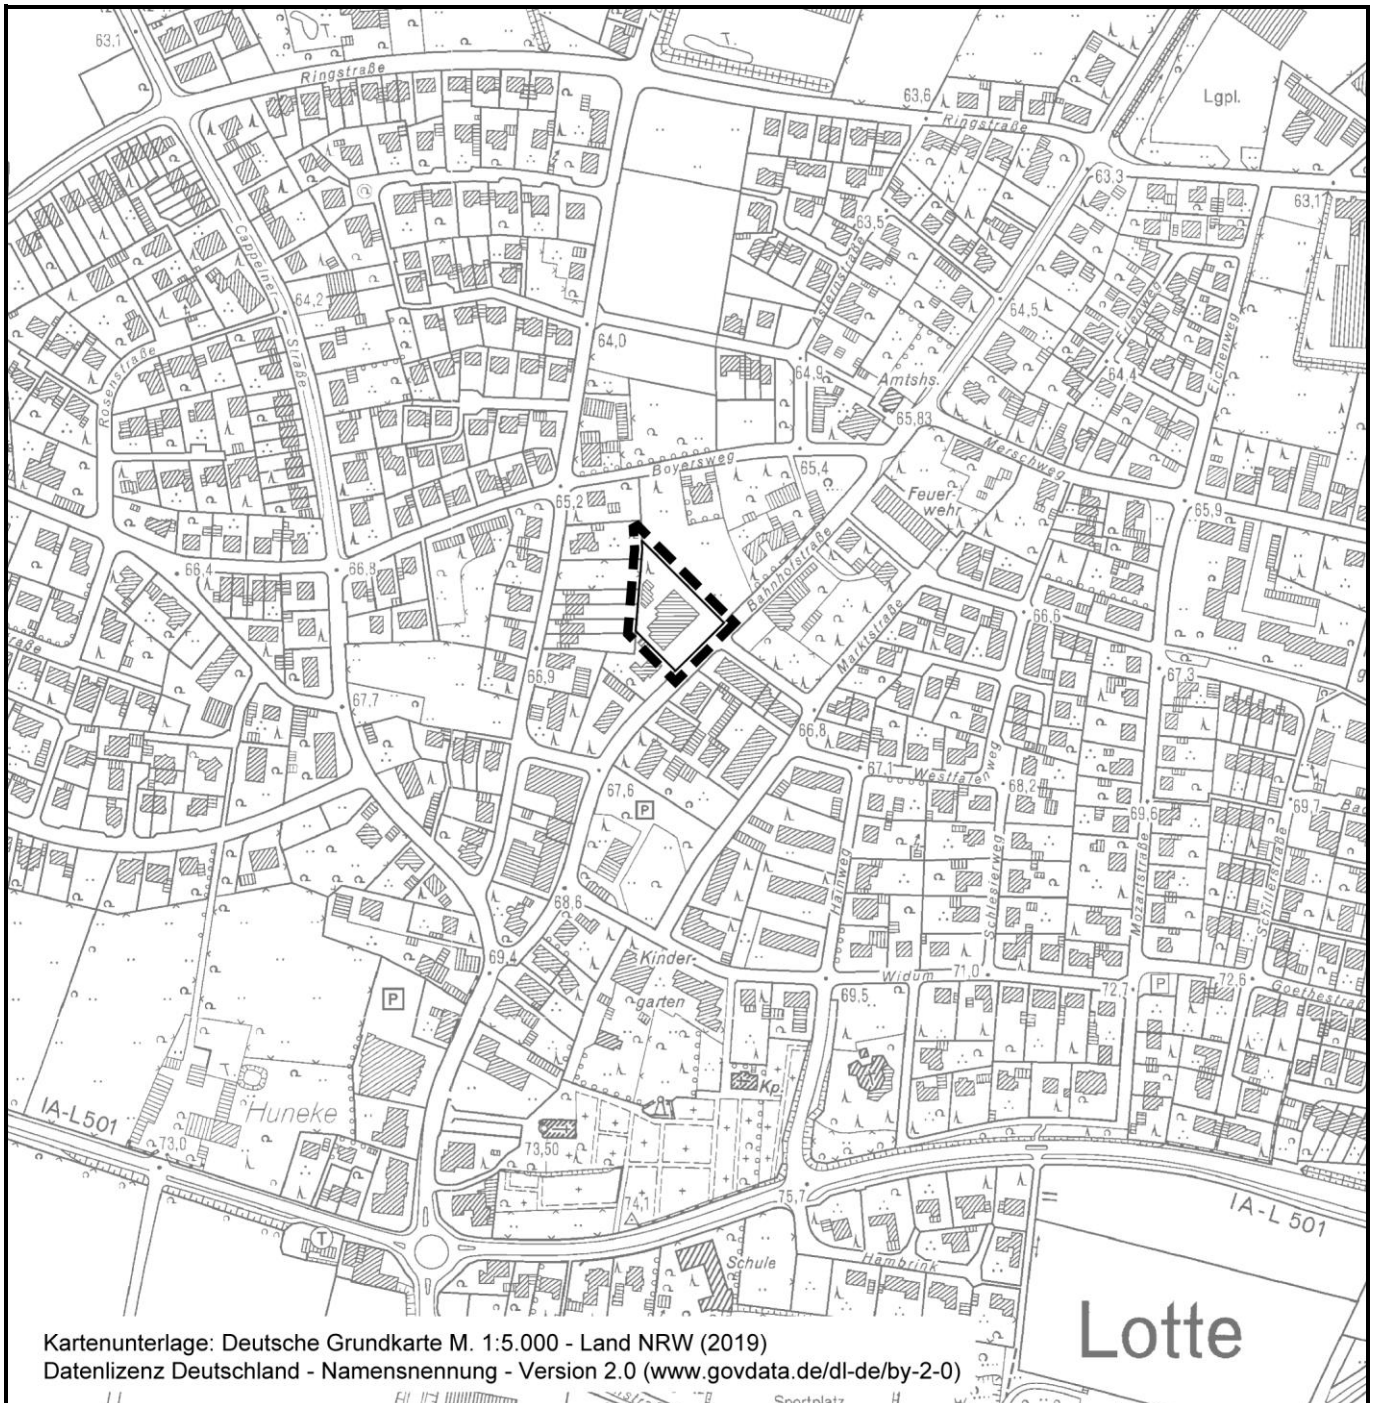 63,1
T.
Ringstraße
T.
63,6
Ringstraße
Lgpl.
63,3
63,1
63,5
Cappelner Straße
64,2
Asternstraße
64,5
Erlenweg
Eichenweg
64,0
Rosenstraße
64,9
Amtshs.
64,4
65,83
Merschweg
Boyersweg
65,4
65,2
Feuer-
wehr
65,9
66,4
66,8
Bahnhofstraße
66,6
Marktstraße
raße
66,9
67,3
67,7
66,8
67,1
Westfalenweg
67,6
P
68,2
69,6
69,7
Hainweg
Schlesierweg
Mozartstraße
Schillerstraße
68,6
69,4
Kinder-
garten
Widum
71,0
72,7
P
72,6
Goethestraß
P
69,5
T.
Kp.
Huneke
IA-L501
73,0
73,50
74,1
75,7
IA-L 501
T
Schule
Hambrink
Lotte
Kartenunterlage: Deutsche Grundkarte M. 1:5.000 - Land NRW (2019)
Datenlizenz Deutschland - Namensnennung - Version 2.0 (www.govdata.de/dl-de/by-2-0)
Sportplatz